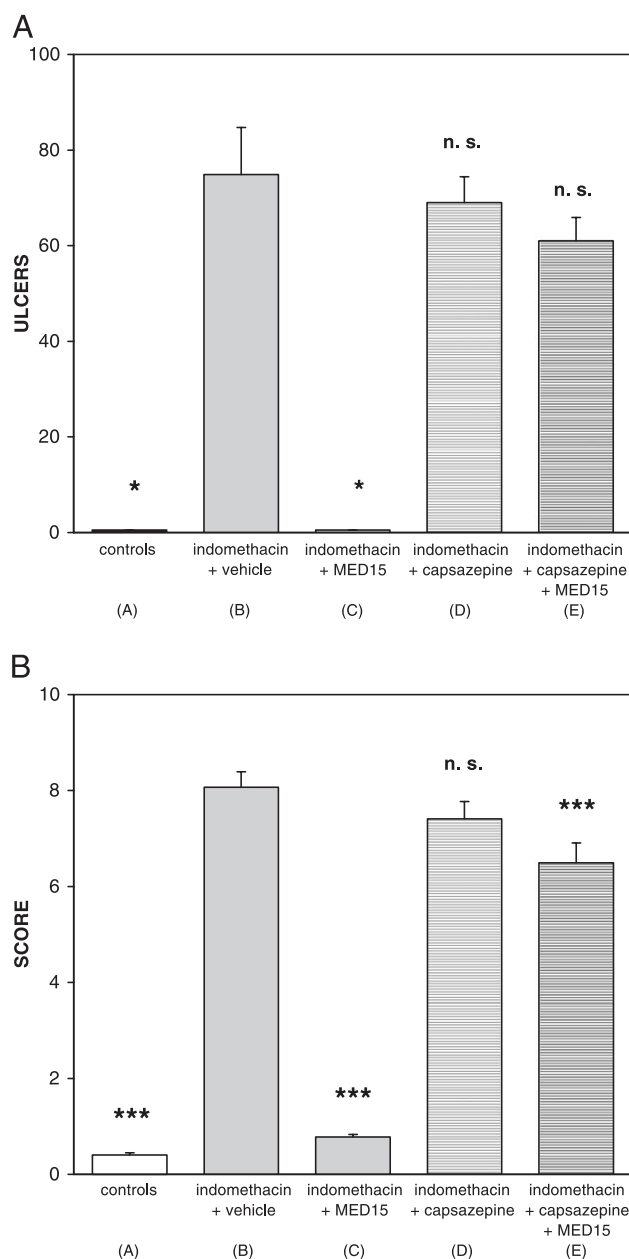 A
100
80
60
40
20
0
ULCERS
*
*
n. s.
n. s.
controls
indomethacin
+ vehicle
indomethacin
+ MED15
indomethacin
+ capsazepine
indomethacin
+ capsazepine
+ MED15
(A)
(B)
(C)
(D)
(E)
B
10
8
6
4
2
0
SCORE
***
***
n. s.
***
controls
indomethacin
+ vehicle
indomethacin
+ MED15
indomethacin
+ capsazepine
indomethacin
+ capsazepine
+ MED15
(A)
(B)
(C)
(D)
(E)